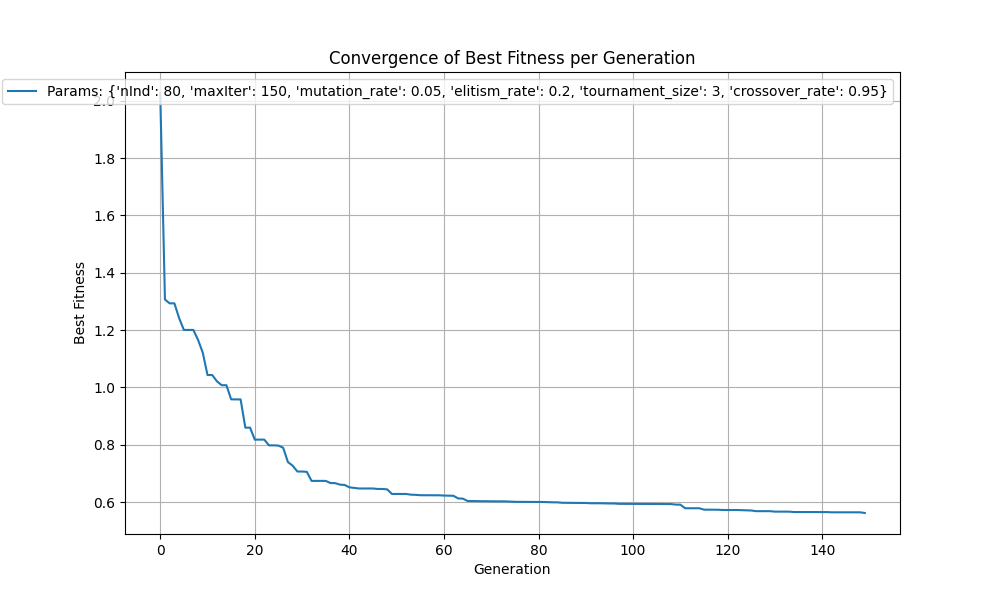 Convergence of Best Fitness per Generation
Params: {'nInd': 80, 'maxIter': 150, 'mutation_rate': 0.05, 'elitism_rate': 0.2, 'tournament_size': 3, 'crossover_rate': 0.95}
2.0
1.8
1.6
1.4
1.2
1.0
0.8
0.6
Best Fitness
0 20 40 60 80 100 120 140
Generation